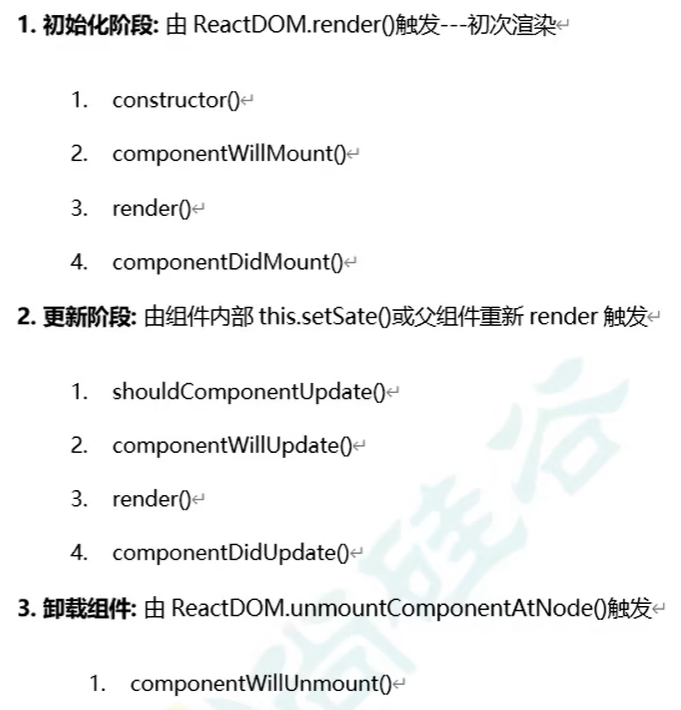 1. 初始化阶段: 由 ReactDOM.render()触发---初次渲染↵
1. constructor()↵
2. componentWillMount()↵
3. render()↵
4. componentDidMount()↵
2. 更新阶段: 由组件内部 this.setSate()或父组件重新 render 触发↵
1. shouldComponentUpdate()↵
2. componentWillUpdate()↵
3. render()↵
4. componentDidUpdate()↵
3. 卸载组件: 由 ReactDOM.unmountComponentAtNode()触发↵
1. componentWillUnmount()↵
尚硅谷